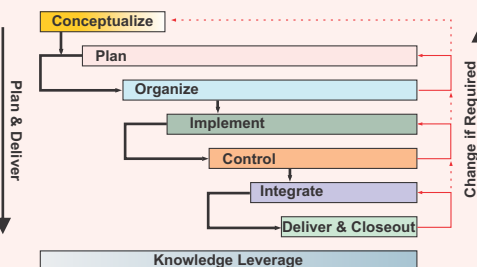 Conceptualize
Plan
Organize
Implement
Control
Integrate
Deliver & Closeout
Knowledge Leverage
Plan & Deliver
Change if Required